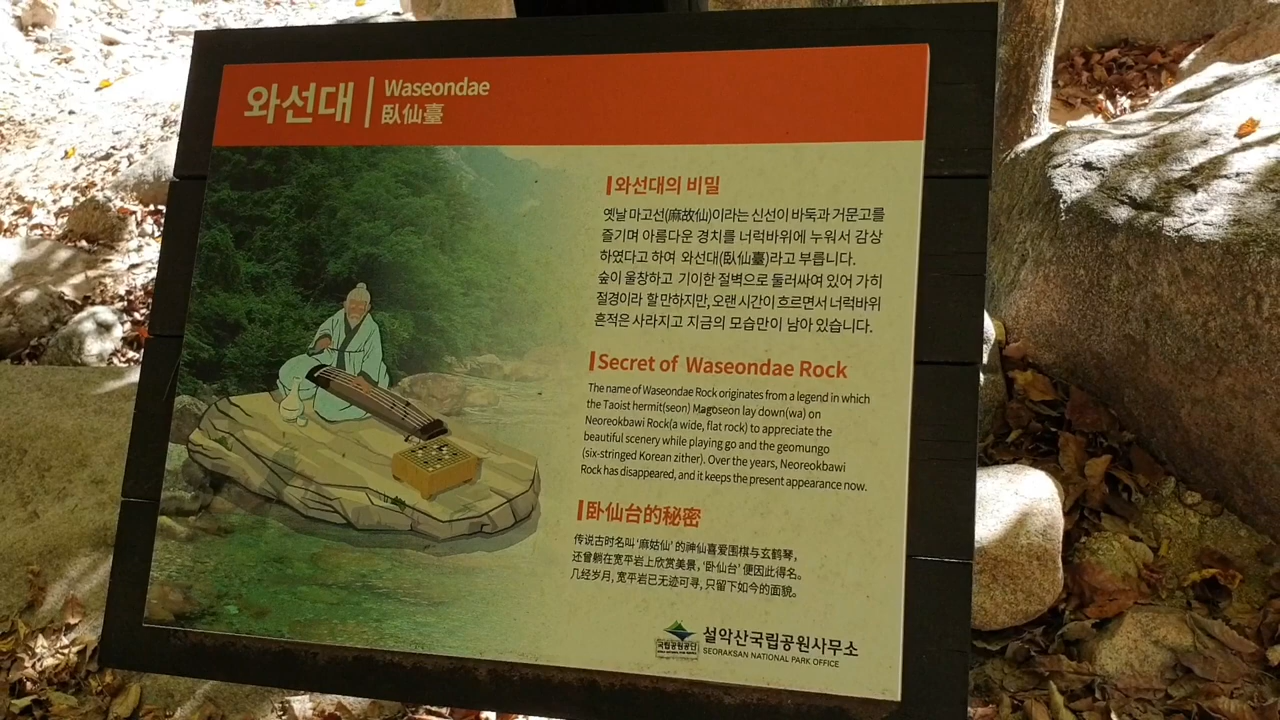 와선대
Waseondae
臥仙臺
와선대의 비밀
옛날 마고선(麻故仙)이라는 신선이 바둑과 거문고를
즐기며 아름다운 경치를 너럭바위에 누워서 감상
하였다고 하여 와선대(臥仙臺)라고 부릅니다.
숲이 울창하고 기이한 절벽으로 둘러싸여 있어 가히
절경이라 할 만하지만, 오랜 시간이 흐르면서 너럭바위
흔적은 사라지고 지금의 모습만이 남아 있습니다.
Secret of Waseondae Rock
The name of Waseondae Rock originates from a legend in which
the Taoist hermit(seon) Magoseon lay down(wa) on
Neoreokbawi Rock(a wide, flat rock) to appreciate the
beautiful scenery while playing go and the geomungo
(six-stringed Korean zither). Over the years, Neoreokbawi
Rock has disappeared, and it keeps the present appearance now.
卧仙台的秘密
传说古时名叫‘麻姑仙’的神仙喜爱围棋与玄鹤琴,
还曾躺在宽平岩上欣赏美景, ‘卧仙台’ 便因此得名。
几经岁月, 宽平岩已无迹可寻, 只留下如今的面貌。
국립공원공단
설악산국립공원사무소
SEORAKSAN NATIONAL PARK OFFICE